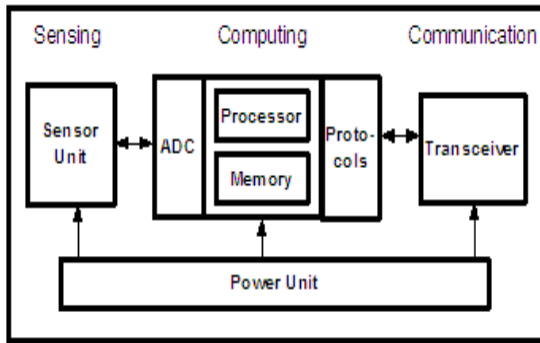 Sensing
Computing
Communication
Sensor
Unit
ADC
Processor
Memory
Proto-
cols
Transceiver
Power Unit